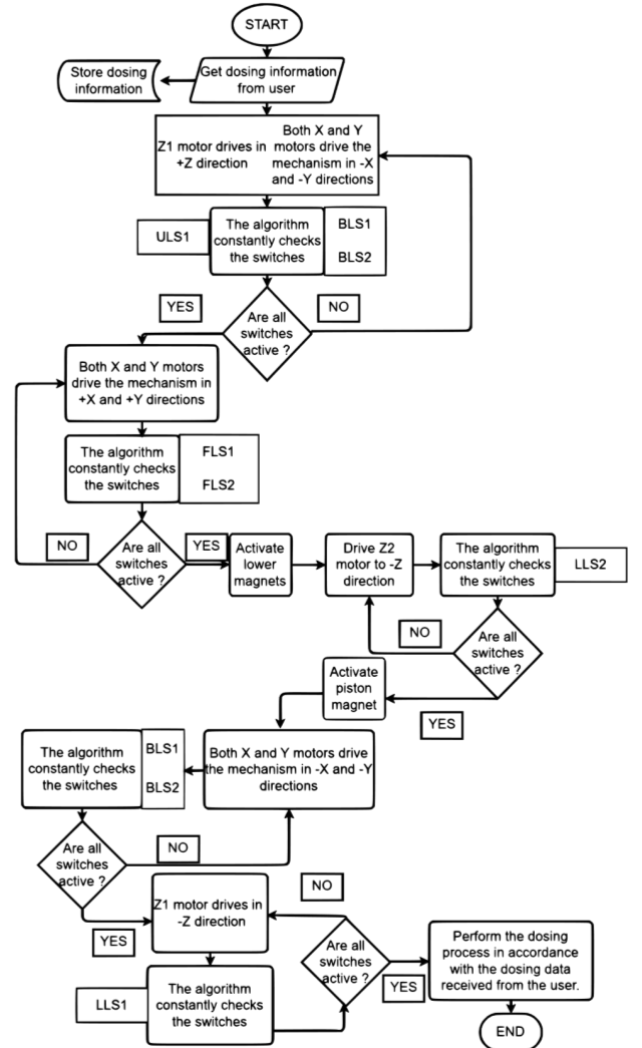 START
Store dosing
information
Get dosing information
from user
Z1 motor drives in
+Z direction
Both X and Y
motors drive the
mechanism in -X
and -Y directions
ULS1
The algorithm
constantly checks
the switches
BLS1
BLS2
YES
NO
Are all
switches
active ?
Both X and Y motors
drive the mechanism in
+X and +Y directions
The algorithm
constantly checks
the switches
FLS1
FLS2
NO
Are all
switches
active ?
YES
Activate
lower
magnets
Drive Z2
motor to -Z
direction
The algorithm
constantly checks
the switches
LLS2
NO
Are all
switches
active ?
YES
Activate
piston
magnet
The algorithm
constantly checks
the switches
BLS1
BLS2
Both X and Y motors drive
the mechanism in -X and -Y
directions
Are all
switches
active ?
NO
YES
Z1 motor drives in
-Z direction
NO
LLS1
The algorithm
constantly checks
the switches
Are all
switches
active ?
YES
Perform the dosing
process in accordance
with the dosing data
received from the user.
END